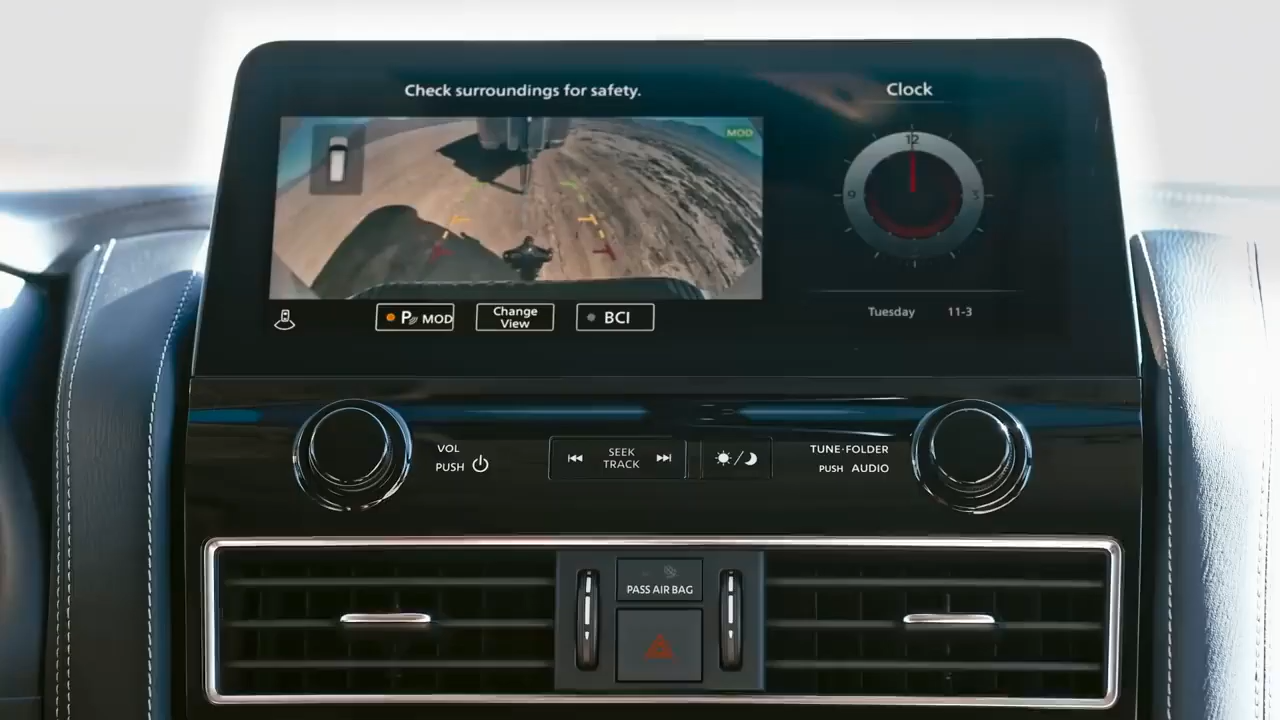 Check surroundings for safety.
Clock
MOD
12
9
3
P MOD
Change
View
BCI
Tuesday 11-3
VOL
PUSH
SEEK
TRACK
TUNE·FOLDER
PUSH AUDIO
PASS AIR BAG